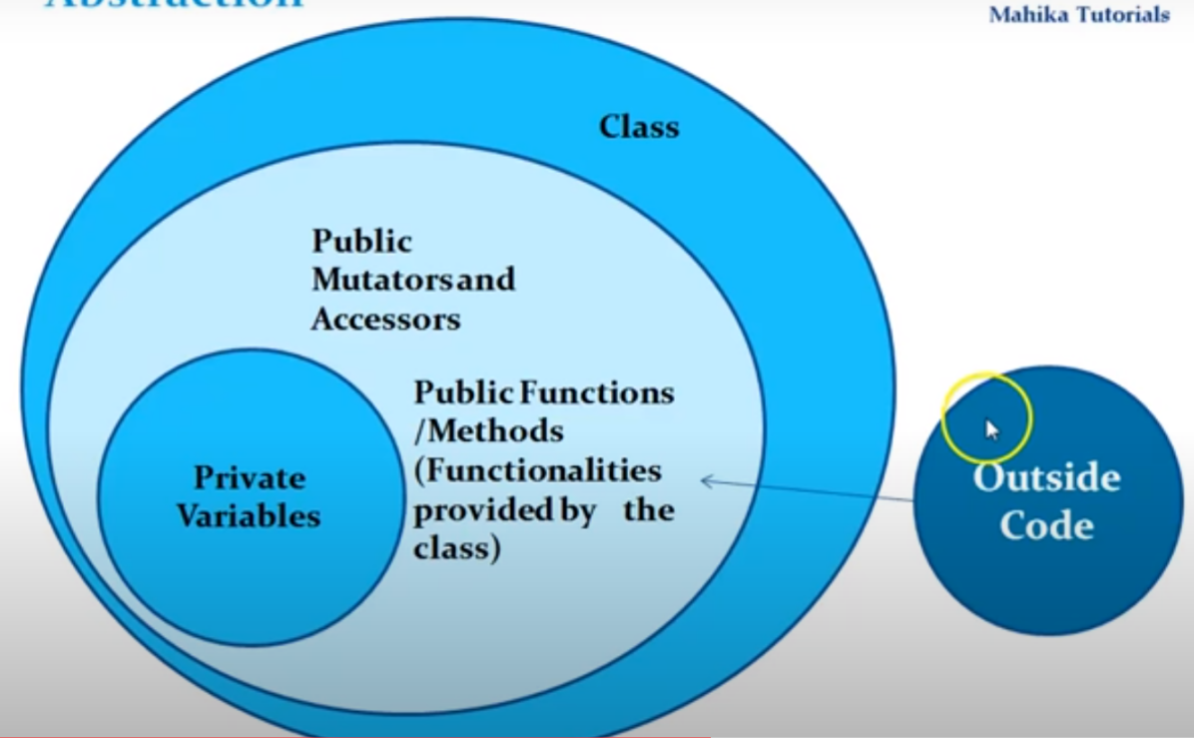 Abstraction
Mahika Tutorials
Class
Public
Mutators and
Accessors
Public Functions
/Methods
(Functionalities
provided by the
class)
Private
Variables
Outside
Code